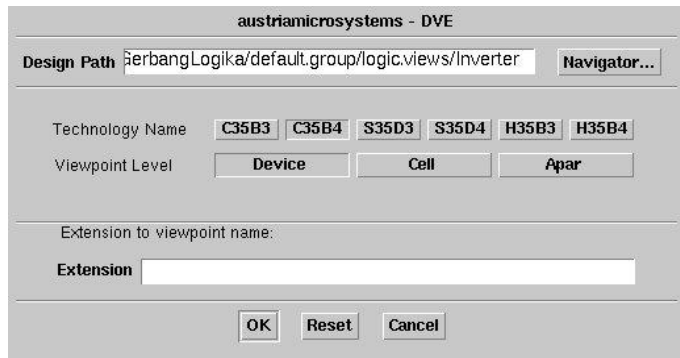 austriamicrosystems - DVE
Design Path GerbangLogika/default.group/logic.views/Inverter Navigator...
Technology Name C35B3 C35B4 S35D3 S35D4 H35B3 H35B4
Viewpoint Level Device Cell Apar
Extension to viewpoint name:
Extension
OK Reset Cancel